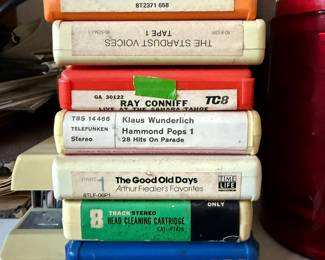 8T2371 658
THE STARDUST VOICES
TAPE 1
GA 30122
RAY CONNIFF
TC8
LIVE AT THE SAHARA TAHOE
TBS 14466
TELEFUNKEN
Stereo
Klaus Wunderlich
Hammond Pops 1
28 Hits On Parade
PART 1
The Good Old Days
Arthur Fiedler's Favorites
8TLF-06P1
TIME
LIFE
8 TRACK STEREO
HEAD CLEANING CARTRIDGE
ONLY